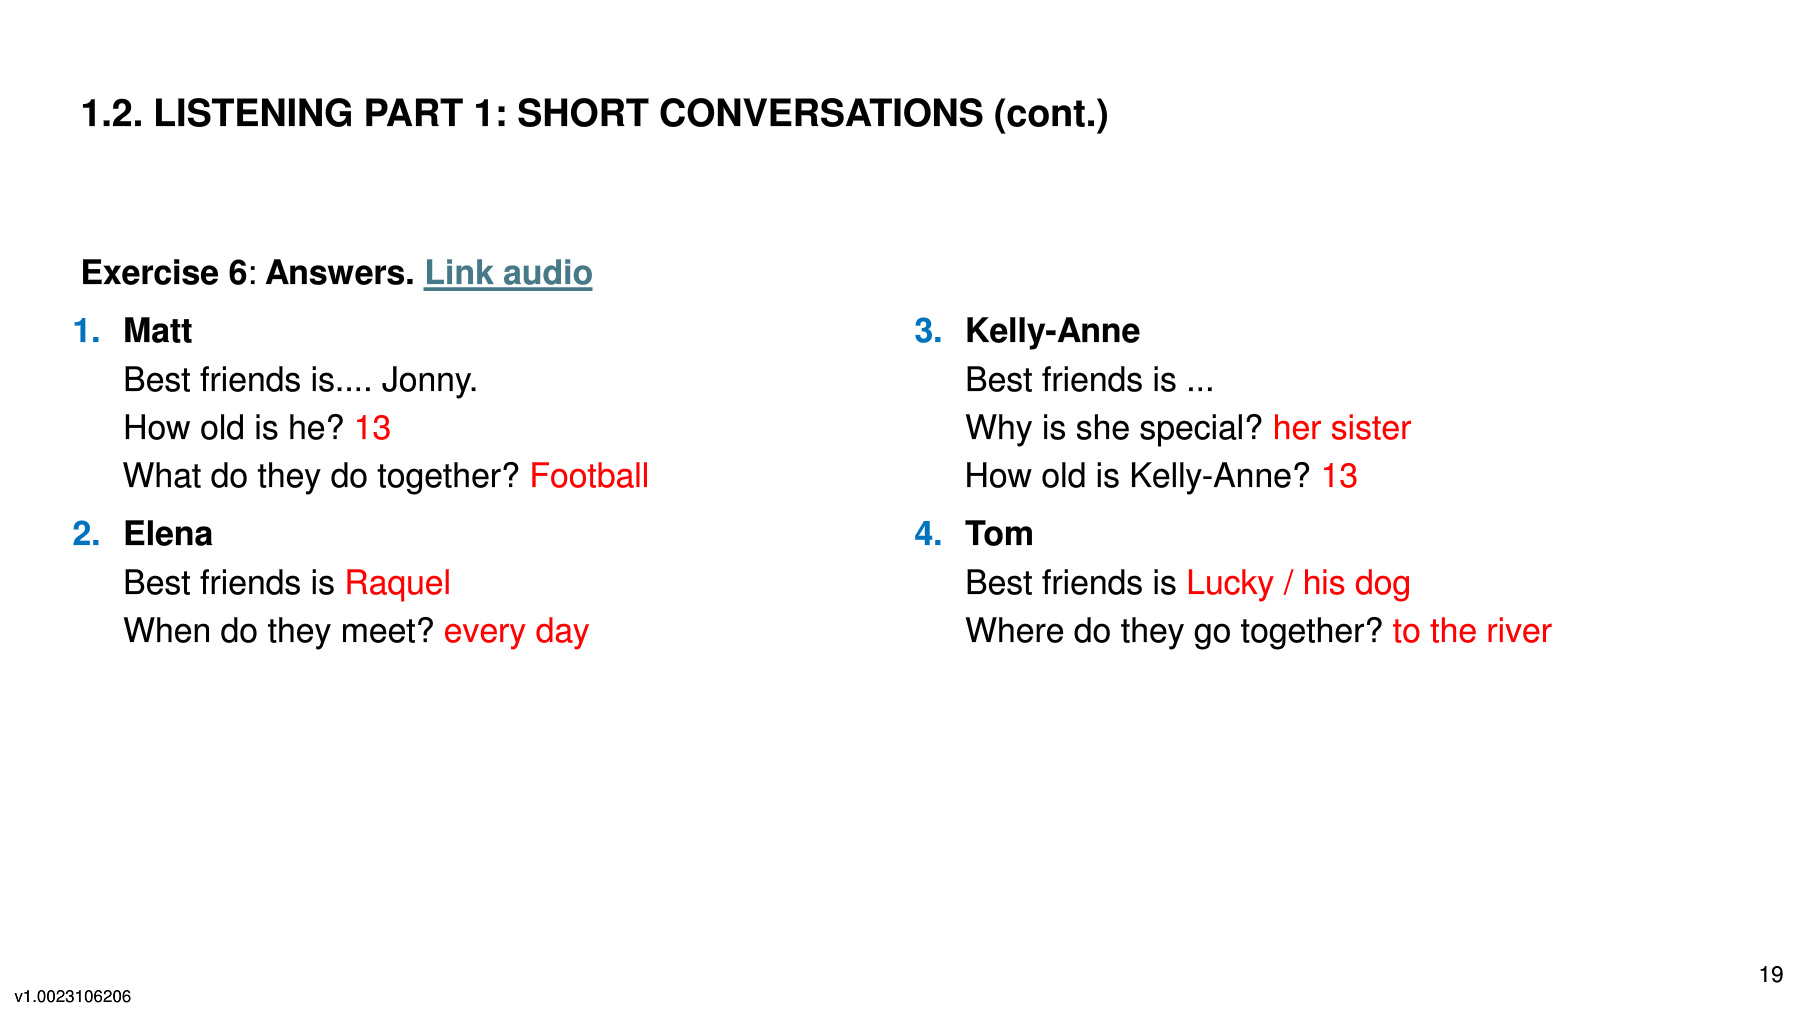 1.2. LISTENING PART 1: SHORT CONVERSATIONS (cont.)
Exercise 6: Answers. Link audio
1. Matt
Best friends is.... Jonny.
How old is he? 13
What do they do together? Football
2. Elena
Best friends is Raquel
When do they meet? every day
3. Kelly-Anne
Best friends is ...
Why is she special? her sister
How old is Kelly-Anne? 13
4. Tom
Best friends is Lucky / his dog
Where do they go together? to the river
19
v1.0023106206